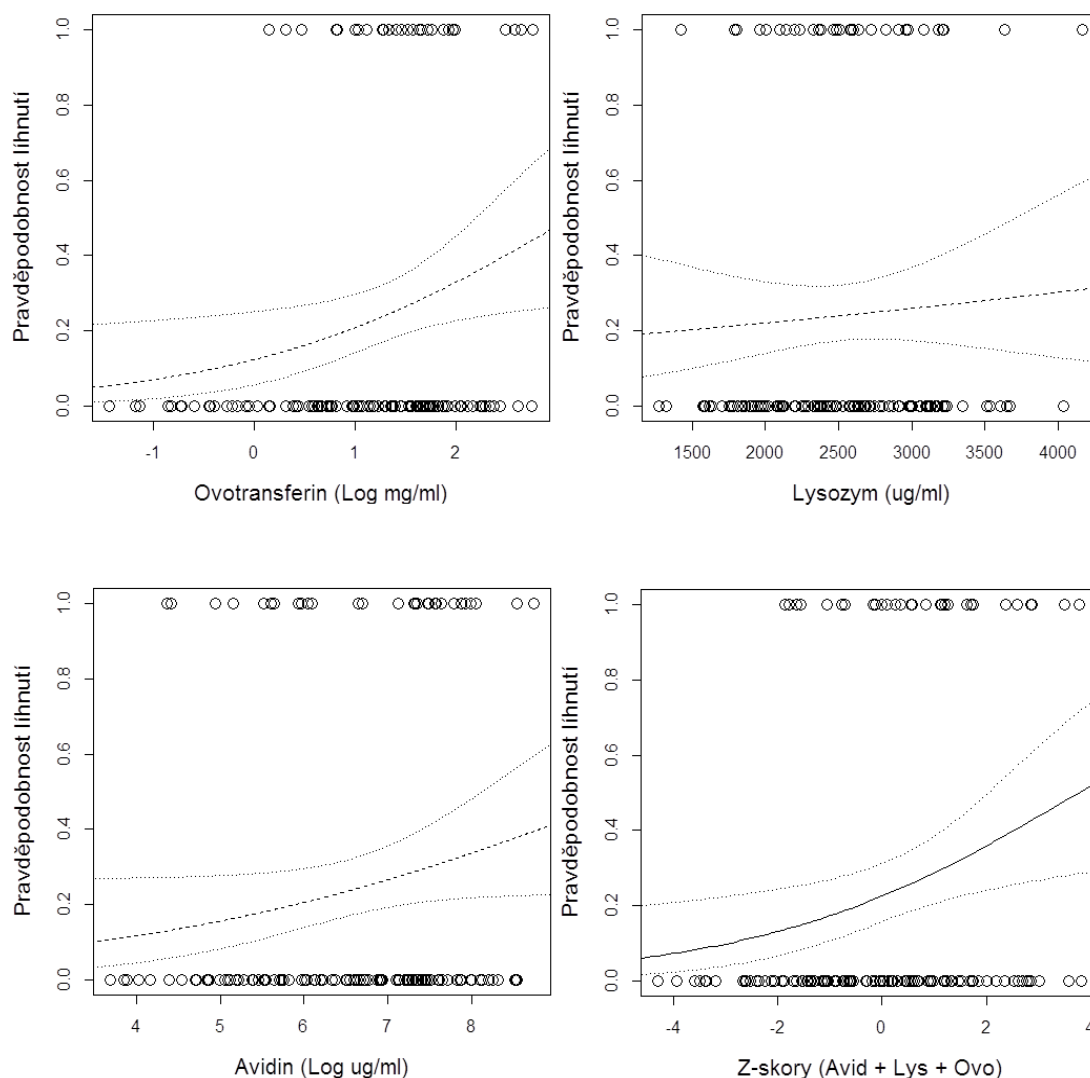 Pravděpodobnost líhnutí
0.0 0.2 0.4 0.6 0.8 1.0
-1 0 1 2
Ovotransferin (Log mg/ml)
Pravděpodobnost líhnutí
0.0 0.2 0.4 0.6 0.8 1.0
1500 2000 2500 3000 3500 4000
Lysozym (ug/ml)
Pravděpodobnost líhnutí
0.0 0.2 0.4 0.6 0.8 1.0
4 5 6 7 8
Avidin (Log ug/ml)
Pravděpodobnost líhnutí
0.0 0.2 0.4 0.6 0.8 1.0
-4 -2 0 2 4
Z-skory (Avid + Lys + Ovo)